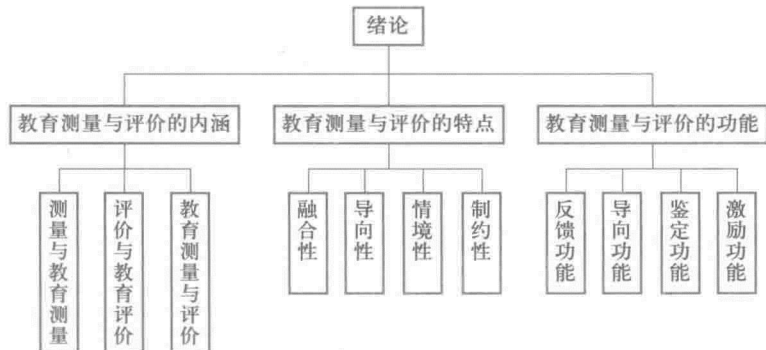 绪论
教育测量与评价的内涵
教育测量与评价的特点
教育测量与评价的功能
测量与教育测量
评价与教育评价
教育测量与评价
融合性
导向性
情境性
制约性
反馈功能
导向功能
鉴定功能
激励功能